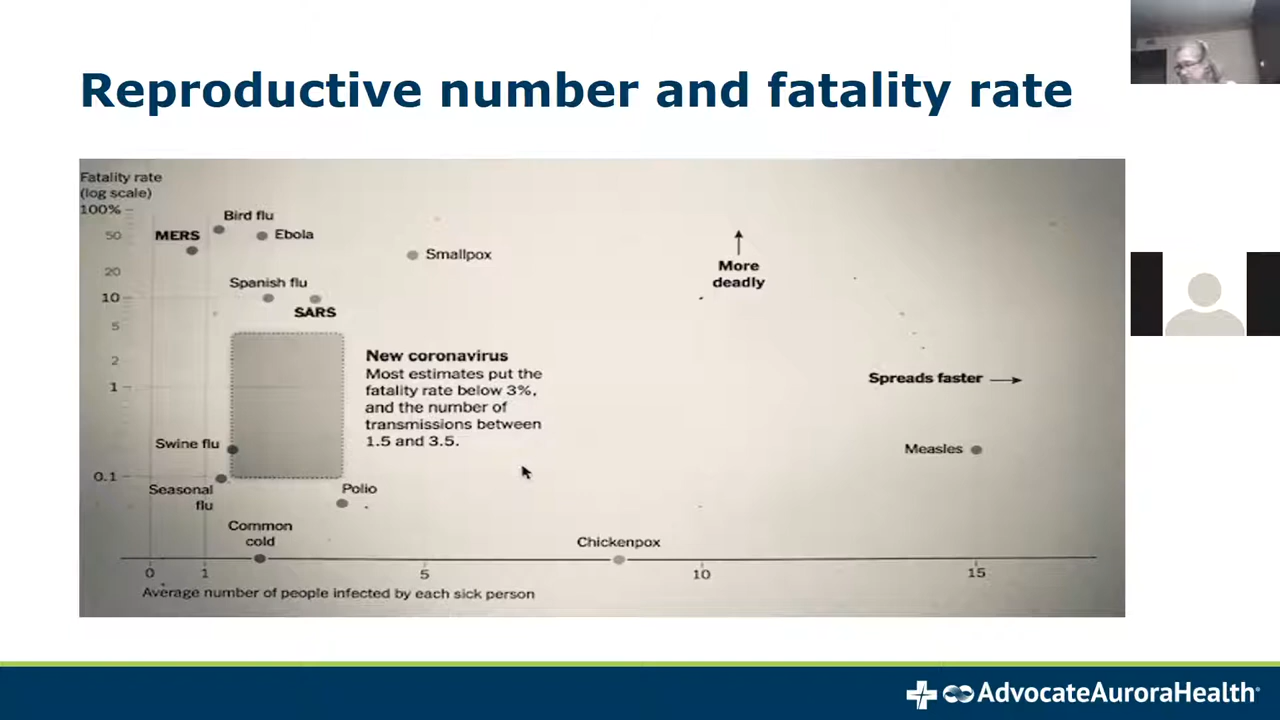 Reproductive number and fatality rate
Fatality rate
(log scale)
100%
50
20
10
5
2
1
0.1
Bird flu
MERS
Ebola
Smallpox
Spanish flu
SARS
More
deadly
New coronavirus
Most estimates put the
fatality rate below 3%,
and the number of
transmissions between
1.5 and 3.5.
Spreads faster
Swine flu
Measles
Seasonal
flu
Polio
Common
cold
Chickenpox
0
1
5
10
15
Average number of people infected by each sick person
AdvocateAuroraHealth